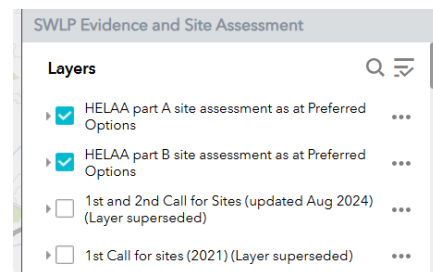 SWLP Evidence and Site Assessment
Layers
HELAA part A site assessment as at Preferred
Options
HELAA part B site assessment as at Preferred
Options
1st and 2nd Call for Sites (updated Aug 2024)
(Layer superseded)
1st Call for sites (2021) (Layer superseded)